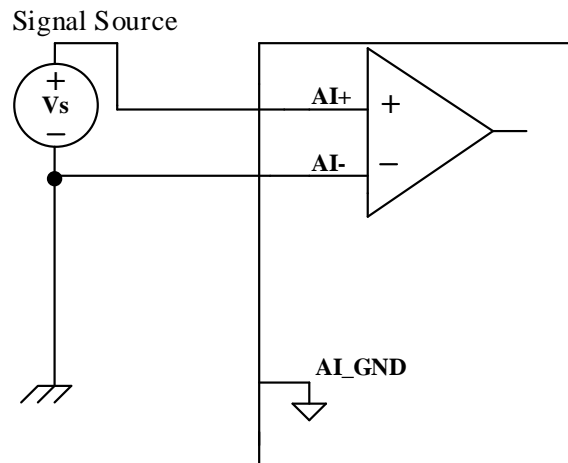 Signal Source
+
Vs
−
AI+
+
AI-
−
AI_GND